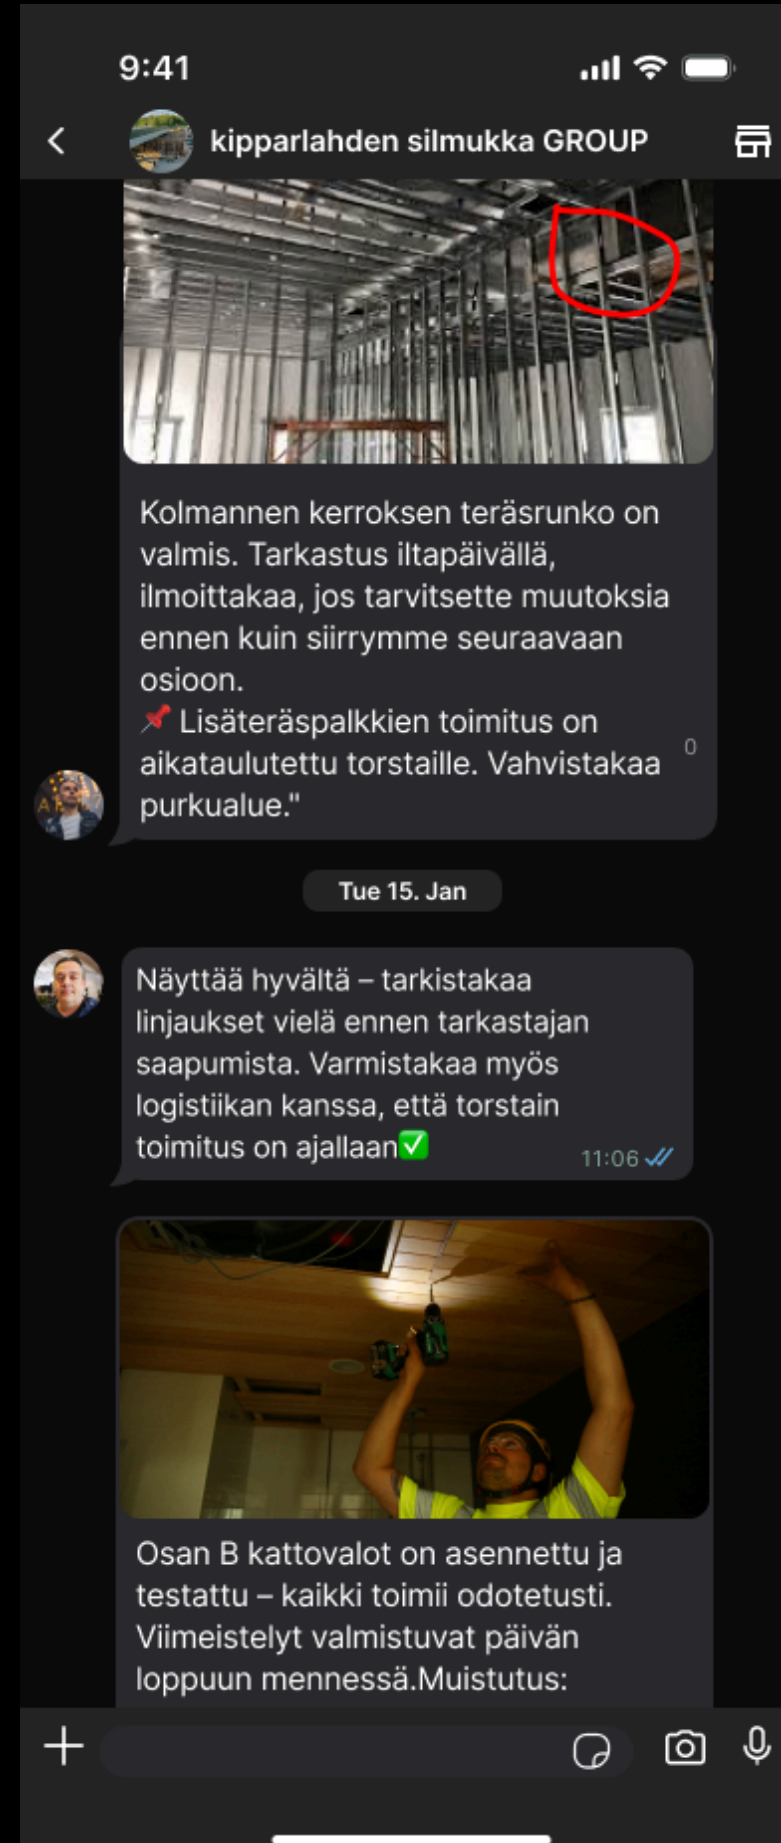 9:41
kipparlahden silmukka GROUP
Kolmannen kerroksen teräsrunko on
valmis. Tarkastus iltapäivällä,
ilmoittakaa, jos tarvitsette muutoksia
ennen kuin siirrymme seuraavaan
osioon.
📌 Lisäteräspalkkien toimitus on
aikataulutettu torstaille. Vahvistakaa
purkualue."
0
Tue 15. Jan
Näyttää hyvältä – tarkistakaa
linjaukset vielä ennen tarkastajan
saapumista. Varmistakaa myös
logistiikan kanssa, että torstain
toimitus on ajallaan✅
11:06
Osan B kattovalot on asennettu ja
testattu – kaikki toimii odotetusti.
Viimeistelyt valmistuvat päivän
loppuun mennessä.Muistutus: